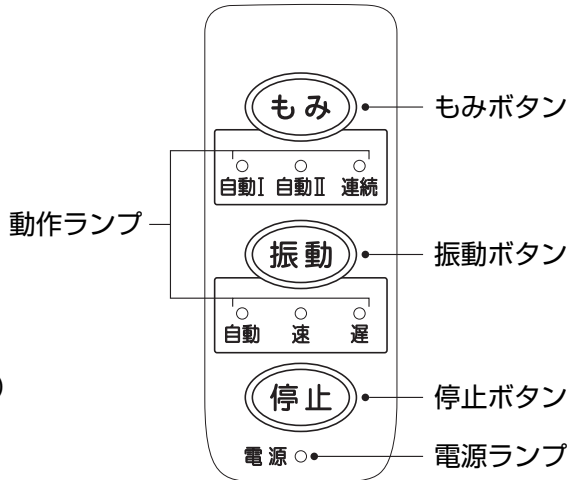 もみ
もみボタン
自動Ⅰ 自動Ⅱ 連続
動作ランプ
振動
振動ボタン
自動 速 遅
)
停止
停止ボタン
電源
電源ランプ